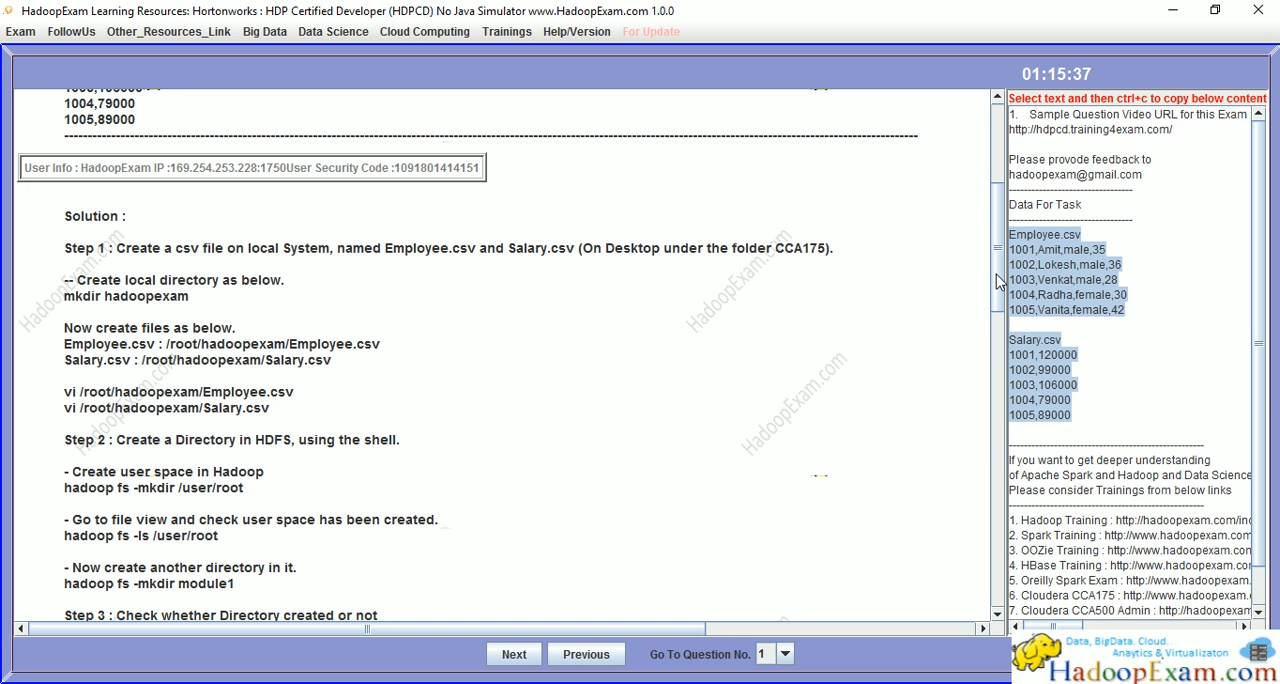 HadoopExam Learning Resources: Hortonworks : HDP Certified Developer (HDPCD) No Java Simulator www.HadoopExam.com 1.0.0
Exam FollowUs Other_Resources_Link Big Data Data Science Cloud Computing Trainings Help/Version For Update
01:15:37
1004,79000
1005,89000
User Info : HadoopExam IP :169.254.253.228:1750User Security Code :1091801414151
Solution :
Step 1 : Create a csv file on local System, named Employee.csv and Salary.csv (On Desktop under the folder CCA175).
-- Create local directory as below.
mkdir hadoopexam
Now create files as below.
Employee.csv : /root/hadoopexam/Employee.csv
Salary.csv : /root/hadoopexam/Salary.csv
vi /root/hadoopexam/Employee.csv
vi /root/hadoopexam/Salary.csv
Step 2 : Create a Directory in HDFS, using the shell.
- Create user space in Hadoop
hadoop fs -mkdir /user/root
- Go to file view and check user space has been created.
hadoop fs -ls /user/root
- Now create another directory in it.
hadoop fs -mkdir module1
Step 3 : Check whether Directory created or not
HadoopExam.com
HadoopExam.com
HadoopExam.com
HadoopExam.com
Select text and then ctrl+c to copy below content
1. Sample Question Video URL for this Exam
http://hdpcd.training4exam.com/
Please provode feedback to
hadoopexam@gmail.com
Data For Task
Employee.csv
1001,Amit,male,35
1002,Lokesh,male,36
1003,Venkat,male,28
1004,Radha,female,30
1005,Vanita,female,42
Salary.csv
1001,120000
1002,99000
1003,106000
1004,79000
1005,89000
If you want to get deeper understanding
of Apache Spark and Hadoop and Data Science
Please consider Trainings from below links
1. Hadoop Training : http://hadoopexam.com/in
2. Spark Training : http://www.hadoopexam.com
3. OOZie Training : http://www.hadoopexam.com
4. HBase Training : http://www.hadoopexam.com
5. Oreilly Spark Exam : http://www.hadoopexam.
6. Cloudera CCA175 : http://www.hadoopexam.
7. Cloudera CCA500 Admin : http://hadoopexam
Next Previous Go To Question No. 1
Data, BigData. Cloud.
Anaytics & Virtualizaton
HadoopExam.com